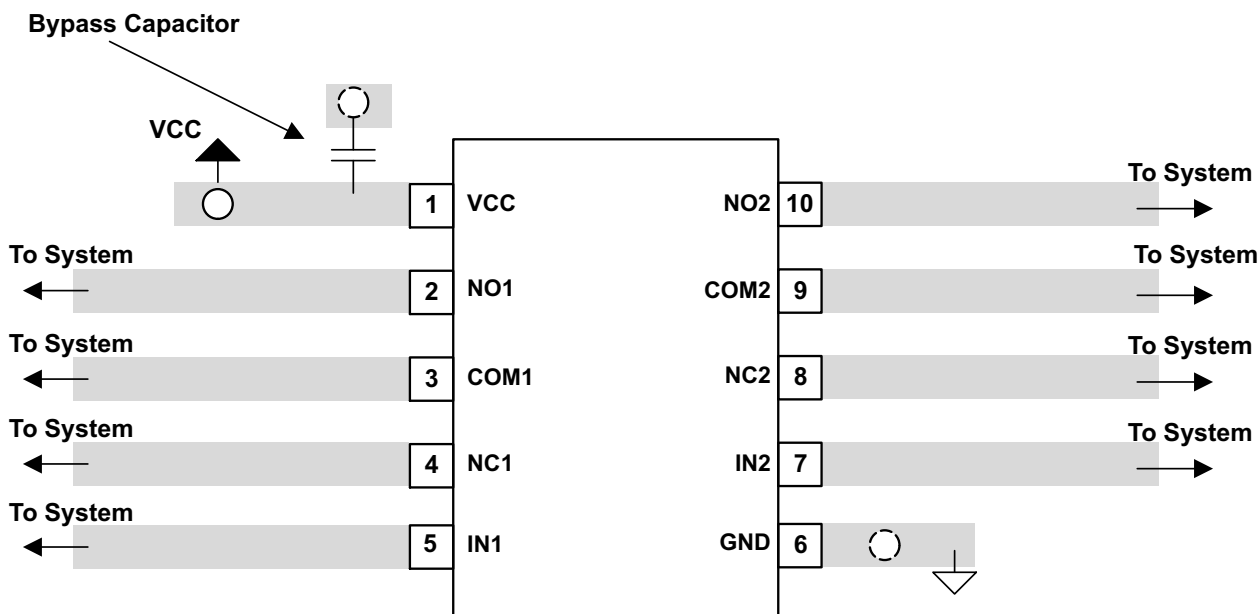 Bypass Capacitor
VCC
1 VCC
NO2 10
To System
To System
2 NO1
COM2 9
To System
To System
3 COM1
NC2 8
To System
To System
4 NC1
IN2 7
To System
To System
5 IN1
GND 6